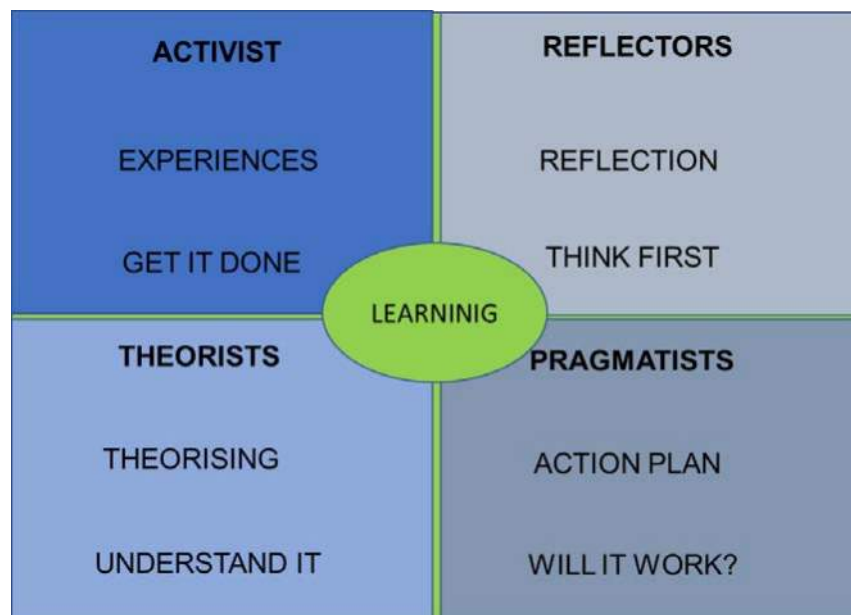 ACTIVIST
EXPERIENCES
GET IT DONE
REFLECTORS
REFLECTION
THINK FIRST
LEARNINIG
THEORISTS
THEORISING
UNDERSTAND IT
PRAGMATISTS
ACTION PLAN
WILL IT WORK?